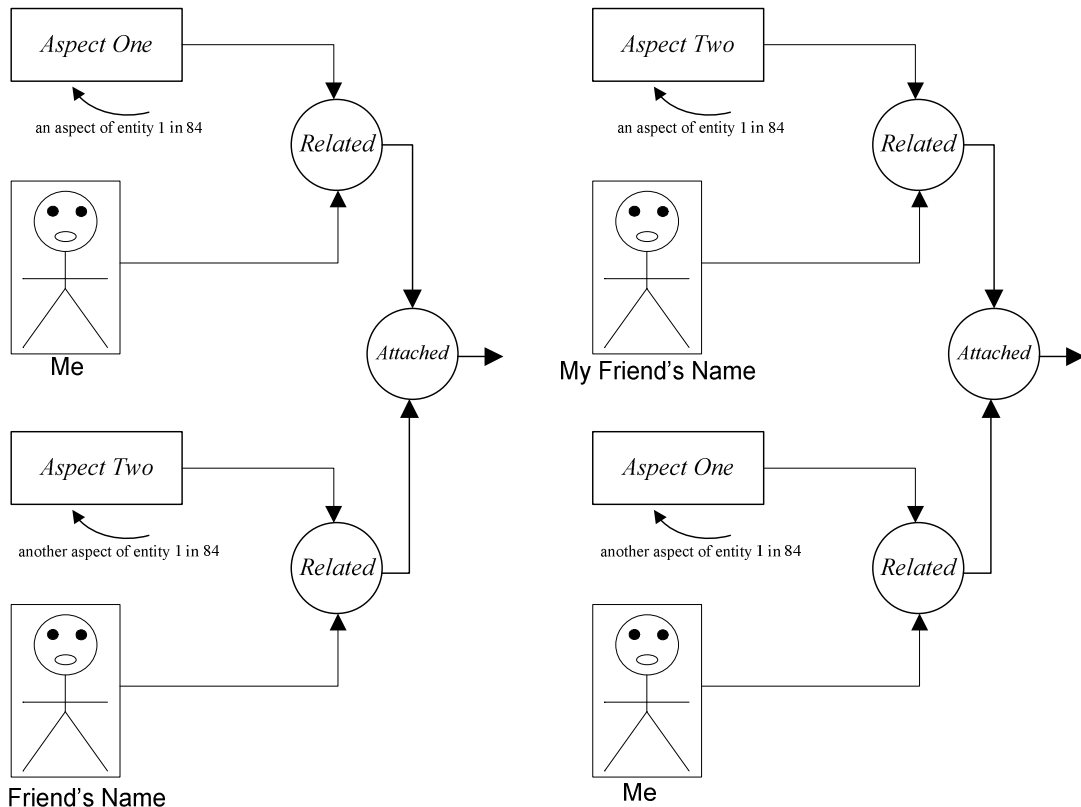 Aspect One
an aspect of entity 1 in 84
Related
Me
Attached
Aspect Two
another aspect of entity 1 in 84
Related
Friend's Name
Aspect Two
an aspect of entity 1 in 84
Related
My Friend's Name
Attached
Aspect One
another aspect of entity 1 in 84
Related
Me